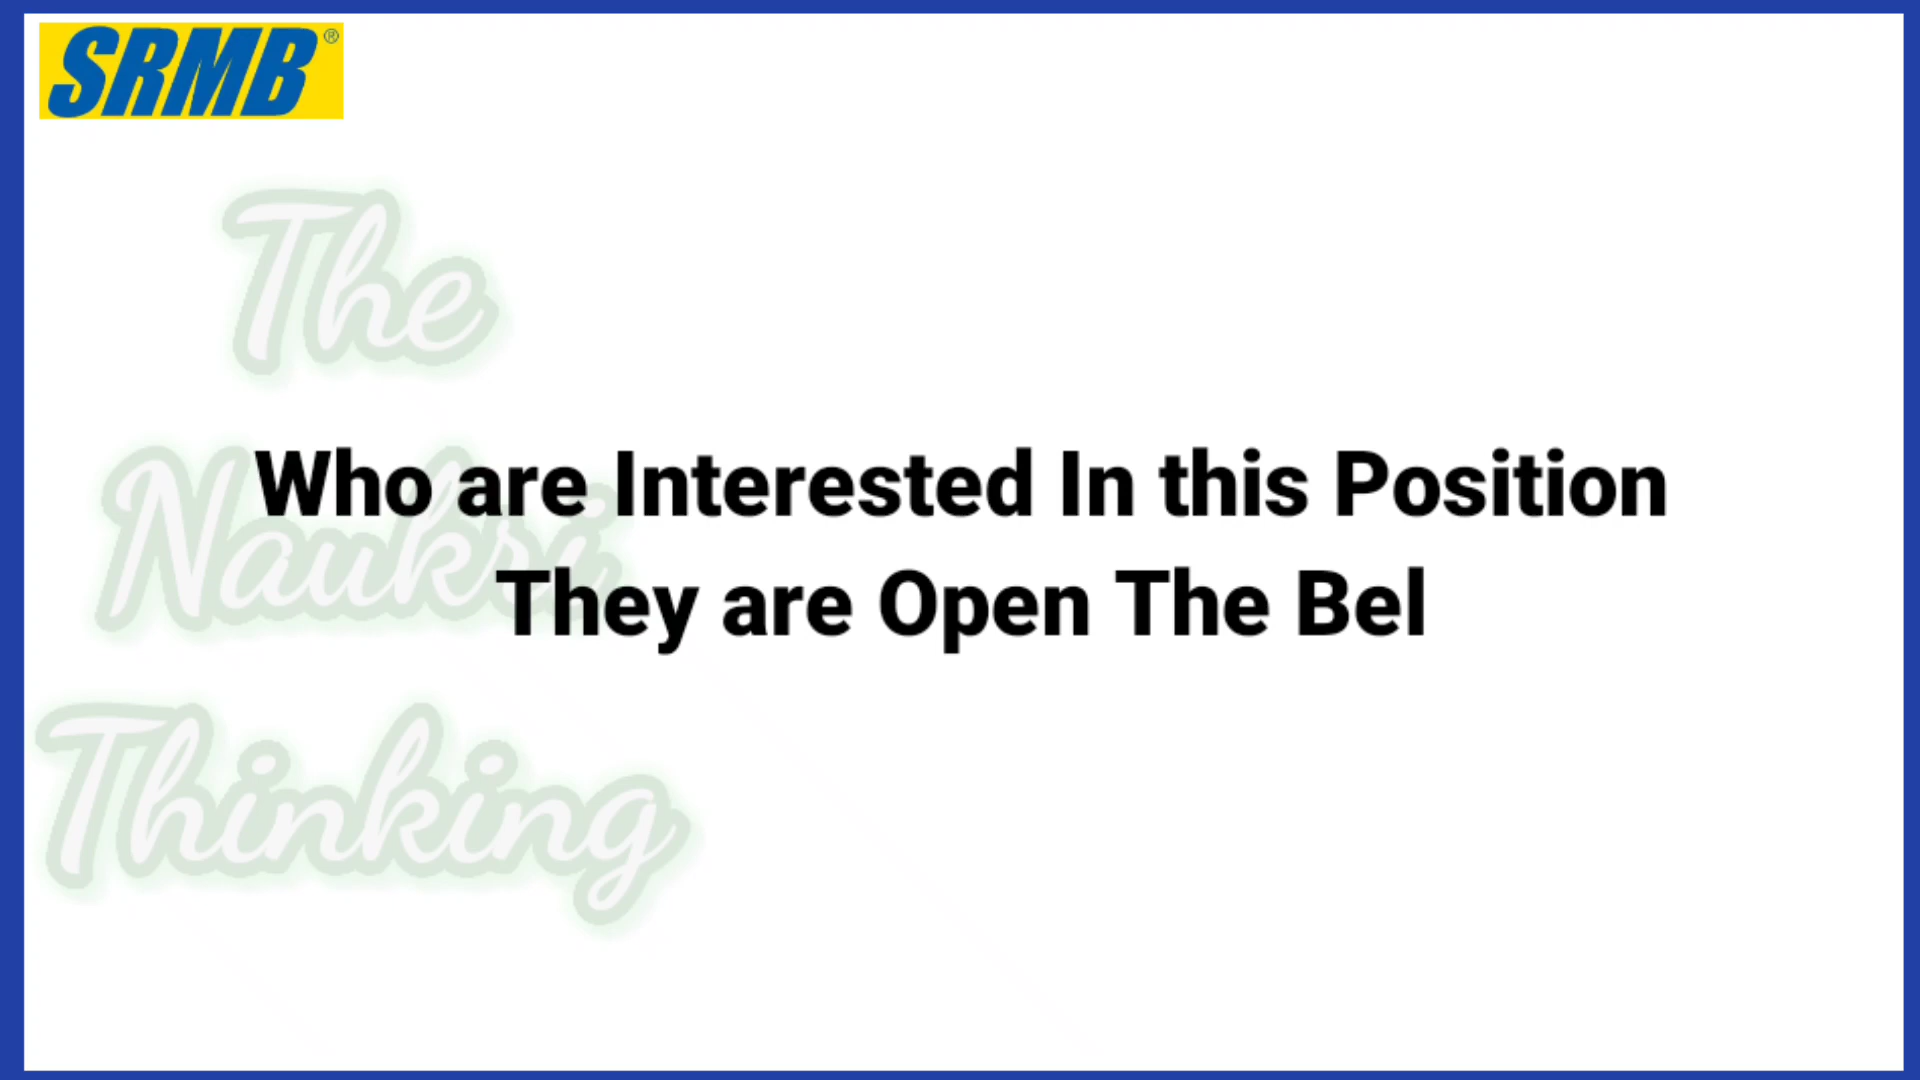 SRMB®
The
Naukri
Thinking
Who are Interested In this Position
They are Open The Bel